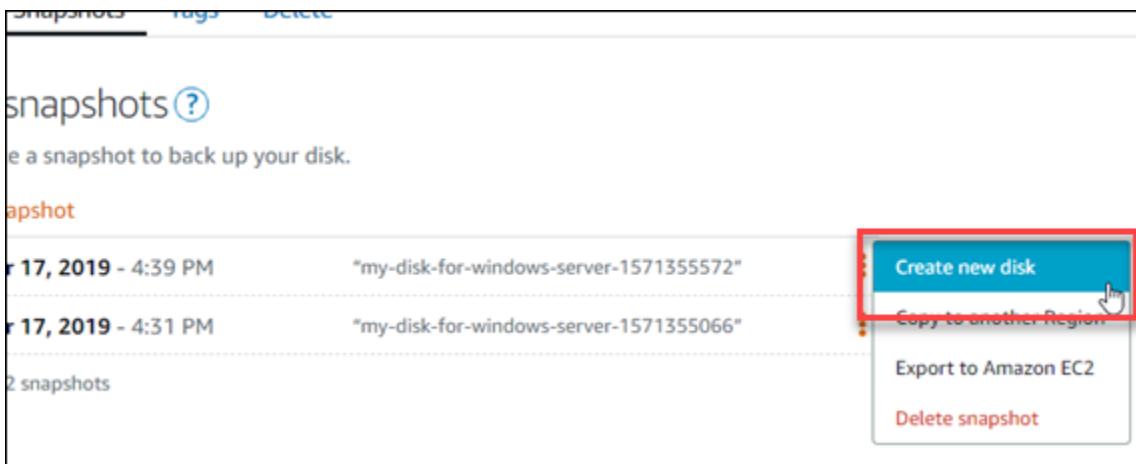 Snapshots Tags Delete
snapshots ?
e a snapshot to back up your disk.
apshot
r 17, 2019 - 4:39 PM "my-disk-for-windows-server-1571355572" Create new disk
Copy to another Region
r 17, 2019 - 4:31 PM "my-disk-for-windows-server-1571355066"
Export to Amazon EC2
2 snapshots
Delete snapshot